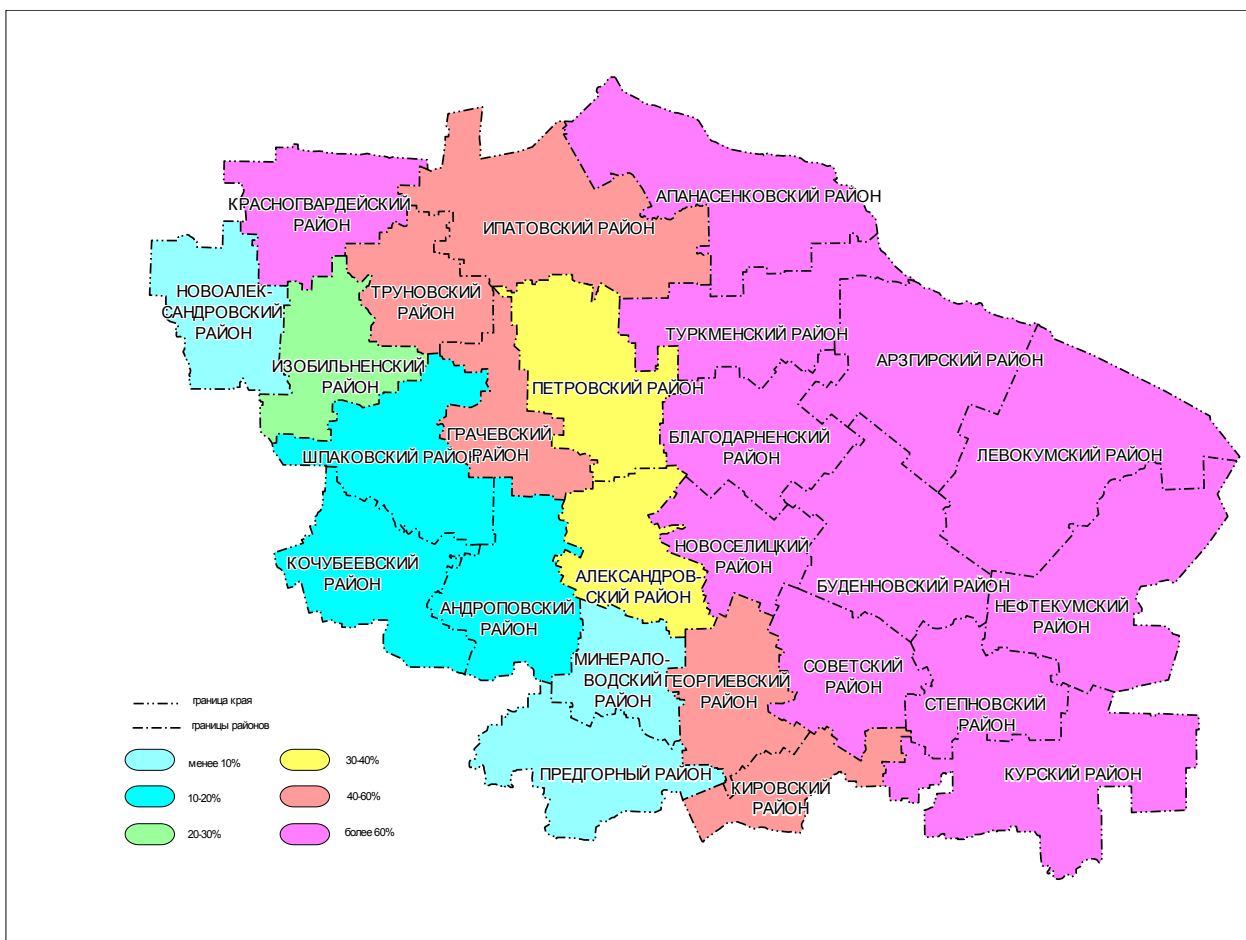 АПАНАСЕНКОВСКИЙ РАЙОН
КРАСНОГВАРДЕЙСКИЙ
РАЙОН
ИПАТОВСКИЙ РАЙОН
НОВОАЛЕК-
САНДРОВСКИЙ
РАЙОН
ТРУНОВСКИЙ
РАЙОН
ТУРКМЕНСКИЙ РАЙОН
АРЗГИРСКИЙ РАЙОН
ИЗОБИЛЬНЕНСКИЙ
РАЙОН
ПЕТРОВСКИЙ РАЙОН
ГРАЧЕВСКИЙ
РАЙОН
БЛАГОДАРНЕНСКИЙ
РАЙОН
ШПАКОВСКИЙ РАЙОН
ЛЕВОКУМСКИЙ РАЙОН
НОВОСЕЛИЦКИЙ
РАЙОН
КОЧУБЕЕВСКИЙ
РАЙОН
АЛЕКСАНДРОВ-
СКИЙ РАЙОН
БУДЕННОВСКИЙ РАЙОН
АНДРОПОВСКИЙ
РАЙОН
НЕФТЕКУМСКИЙ
РАЙОН
МИНЕРАЛО-
ВОДСКИЙ
РАЙОН
ГЕОРГИЕВСКИЙ
РАЙОН
СОВЕТСКИЙ
РАЙОН
СТЕПНОВСКИЙ
РАЙОН
ПРЕДГОРНЫЙ РАЙОН
КИРОВСКИЙ
РАЙОН
КУРСКИЙ РАЙОН
граница края
границы районов
менее 10%
10-20%
20-30%
30-40%
40-60%
более 60%